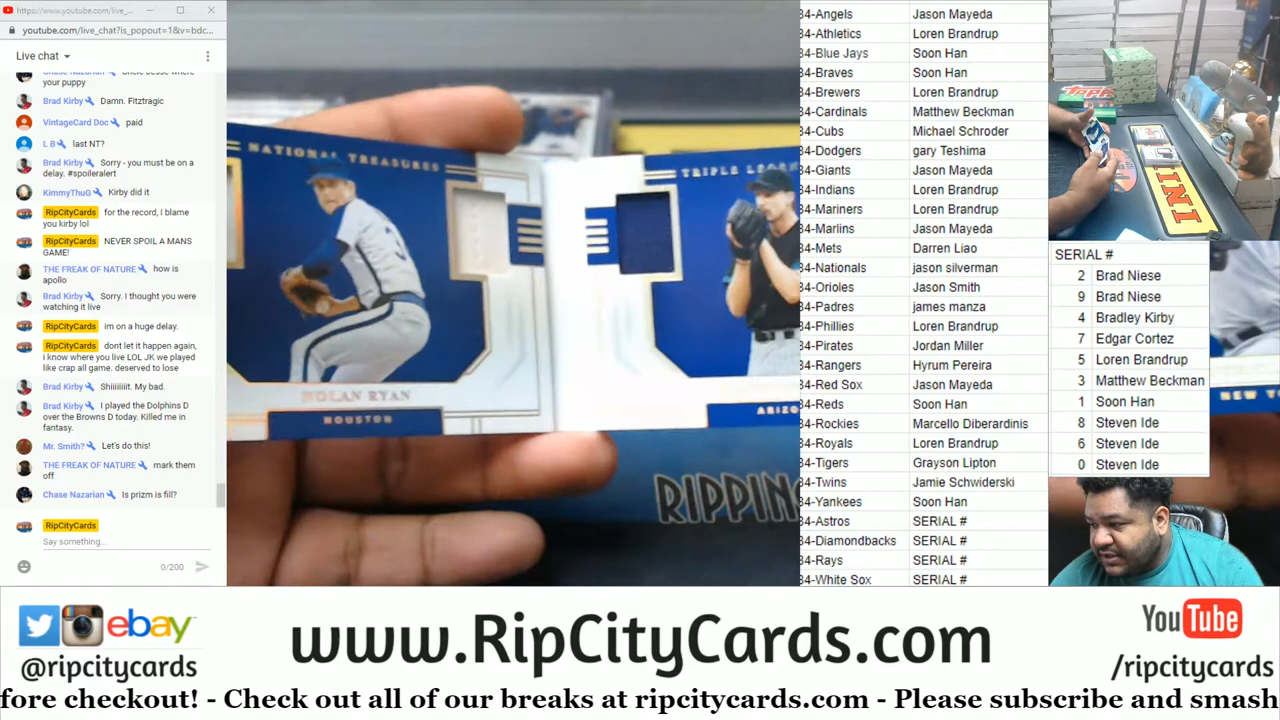 https://www.youtube.com/live_...
youtube.com/live_chat?is_popout=1&v=bdc...
Live chat
your puppy
Brad Kirby Damn. Fitztragic
VintageCard Doc paid
L B last NT?
Brad Kirby Sorry - you must be on a
delay. #spoileralert
KimmyThuG Kirby did it
RipCityCards for the record, I blame
you kirby lol
RipCityCards NEVER SPOIL A MANS
GAME!
THE FREAK OF NATURE how is
apollo
Brad Kirby Sorry. I thought you were
watching it live
RipCityCards im on a huge delay.
RipCityCards dont let it happen again,
i know where you live LOL JK we played
like crap all game. deserved to lose
Brad Kirby Shiiiiiiit. My bad.
Brad Kirby I played the Dolphins D
over the Browns D today. Killed me in
fantasy.
Mr. Smith? Let's do this!
THE FREAK OF NATURE mark them
off
Chase Nazarian Is prizm is fill?
RipCityCards
Say something...
0/200
NATIONAL TREASURES
NOLAN RYAN
HOUSTON
TRIPLE LEGEN
ARIZO
RIPPIN
34-Angels Jason Mayeda
34-Athletics Loren Brandrup
34-Blue Jays Soon Han
34-Braves Soon Han
34-Brewers Loren Brandrup
34-Cardinals Matthew Beckman
34-Cubs Michael Schroder
34-Dodgers gary Teshima
34-Giants Jason Mayeda
34-Indians Loren Brandrup
34-Mariners Loren Brandrup
34-Marlins Jason Mayeda
34-Mets Darren Liao
34-Nationals jason silverman
34-Orioles Jason Smith
34-Padres james manza
34-Phillies Loren Brandrup
34-Pirates Jordan Miller
34-Rangers Hyrum Pereira
34-Red Sox Jason Mayeda
34-Reds Soon Han
34-Rockies Marcello Diberardinis
34-Royals Loren Brandrup
34-Tigers Grayson Lipton
34-Twins Jamie Schwiderski
34-Yankees Soon Han
34-Astros SERIAL #
34-Diamondbacks SERIAL #
34-Rays SERIAL #
34-White Sox SERIAL #
TOPPS
INI
SERIAL #
2 Brad Niese
9 Brad Niese
4 Bradley Kirby
7 Edgar Cortez
5 Loren Brandrup
3 Matthew Beckman
1 Soon Han
8 Steven Ide
6 Steven Ide
0 Steven Ide
NEW Y
ebay
@ripcitycards
www.RipCityCards.com
YouTube
/ripcitycards
fore checkout! - Check out all of our breaks at ripcitycards.com - Please subscribe and smash